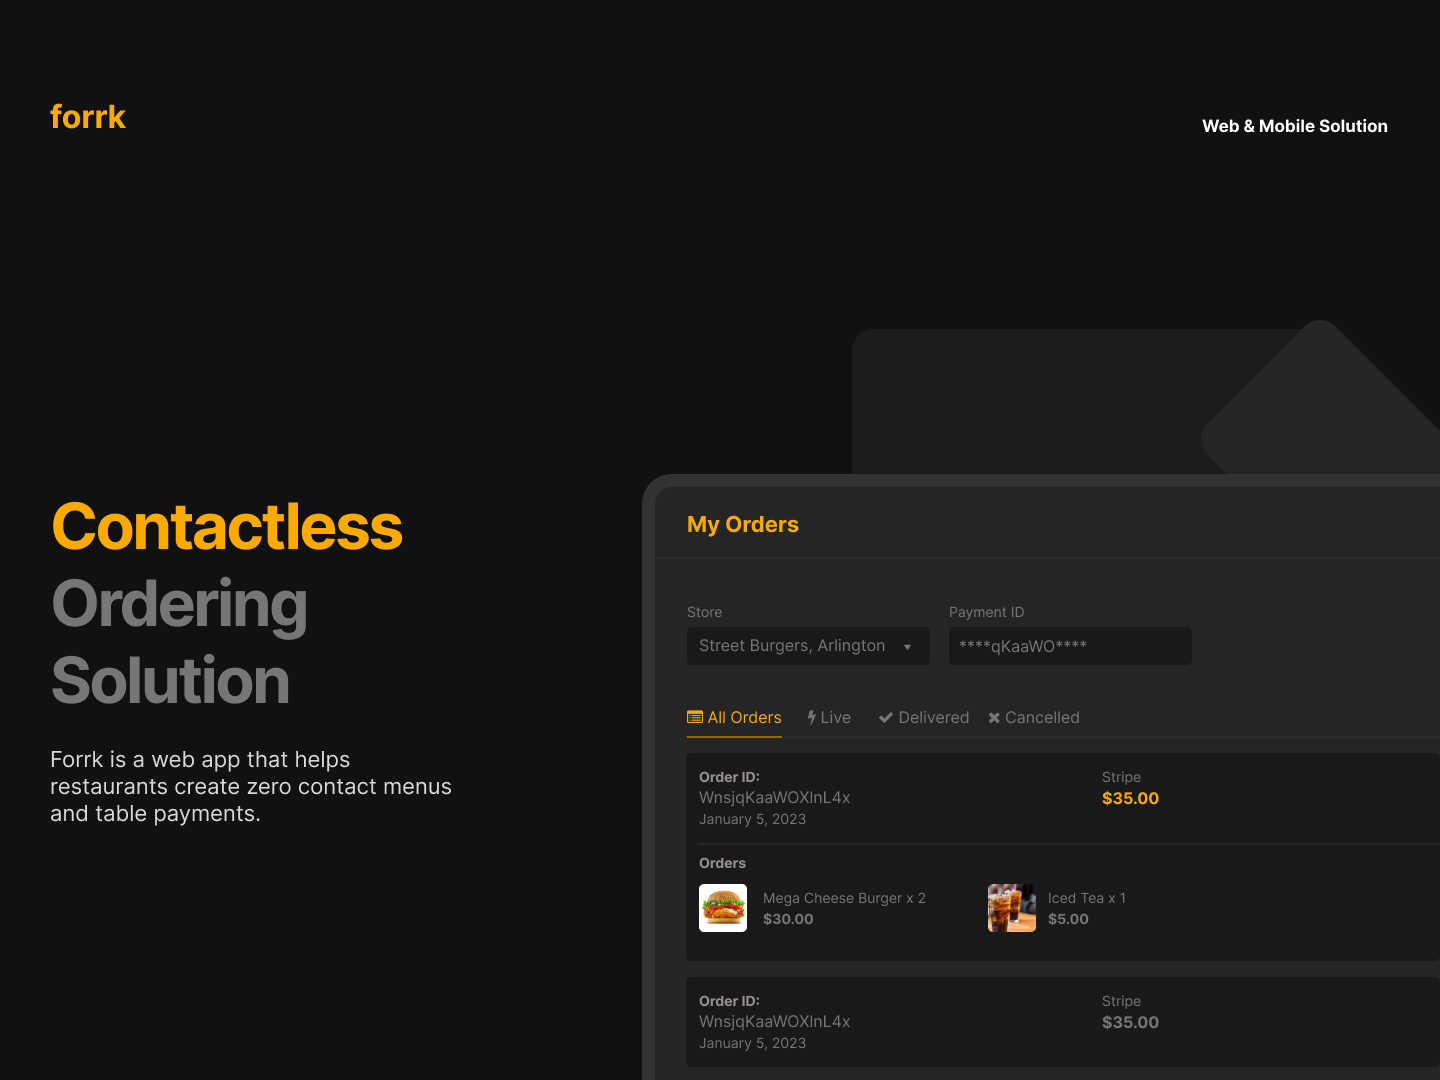 forrk
Web & Mobile Solution
Contactless
Ordering
Solution
Forrk is a web app that helps
restaurants create zero contact menus
and table payments.
My Orders
Store
Payment ID
Street Burgers, Arlington
****qKaaWO****
All Orders
Live
Delivered
Cancelled
Order ID:
WnsjqKaaWOXlnL4x
January 5, 2023
Stripe
$35.00
Orders
Mega Cheese Burger x 2
$30.00
Iced Tea x 1
$5.00
Order ID:
WnsjqKaaWOXlnL4x
January 5, 2023
Stripe
$35.00